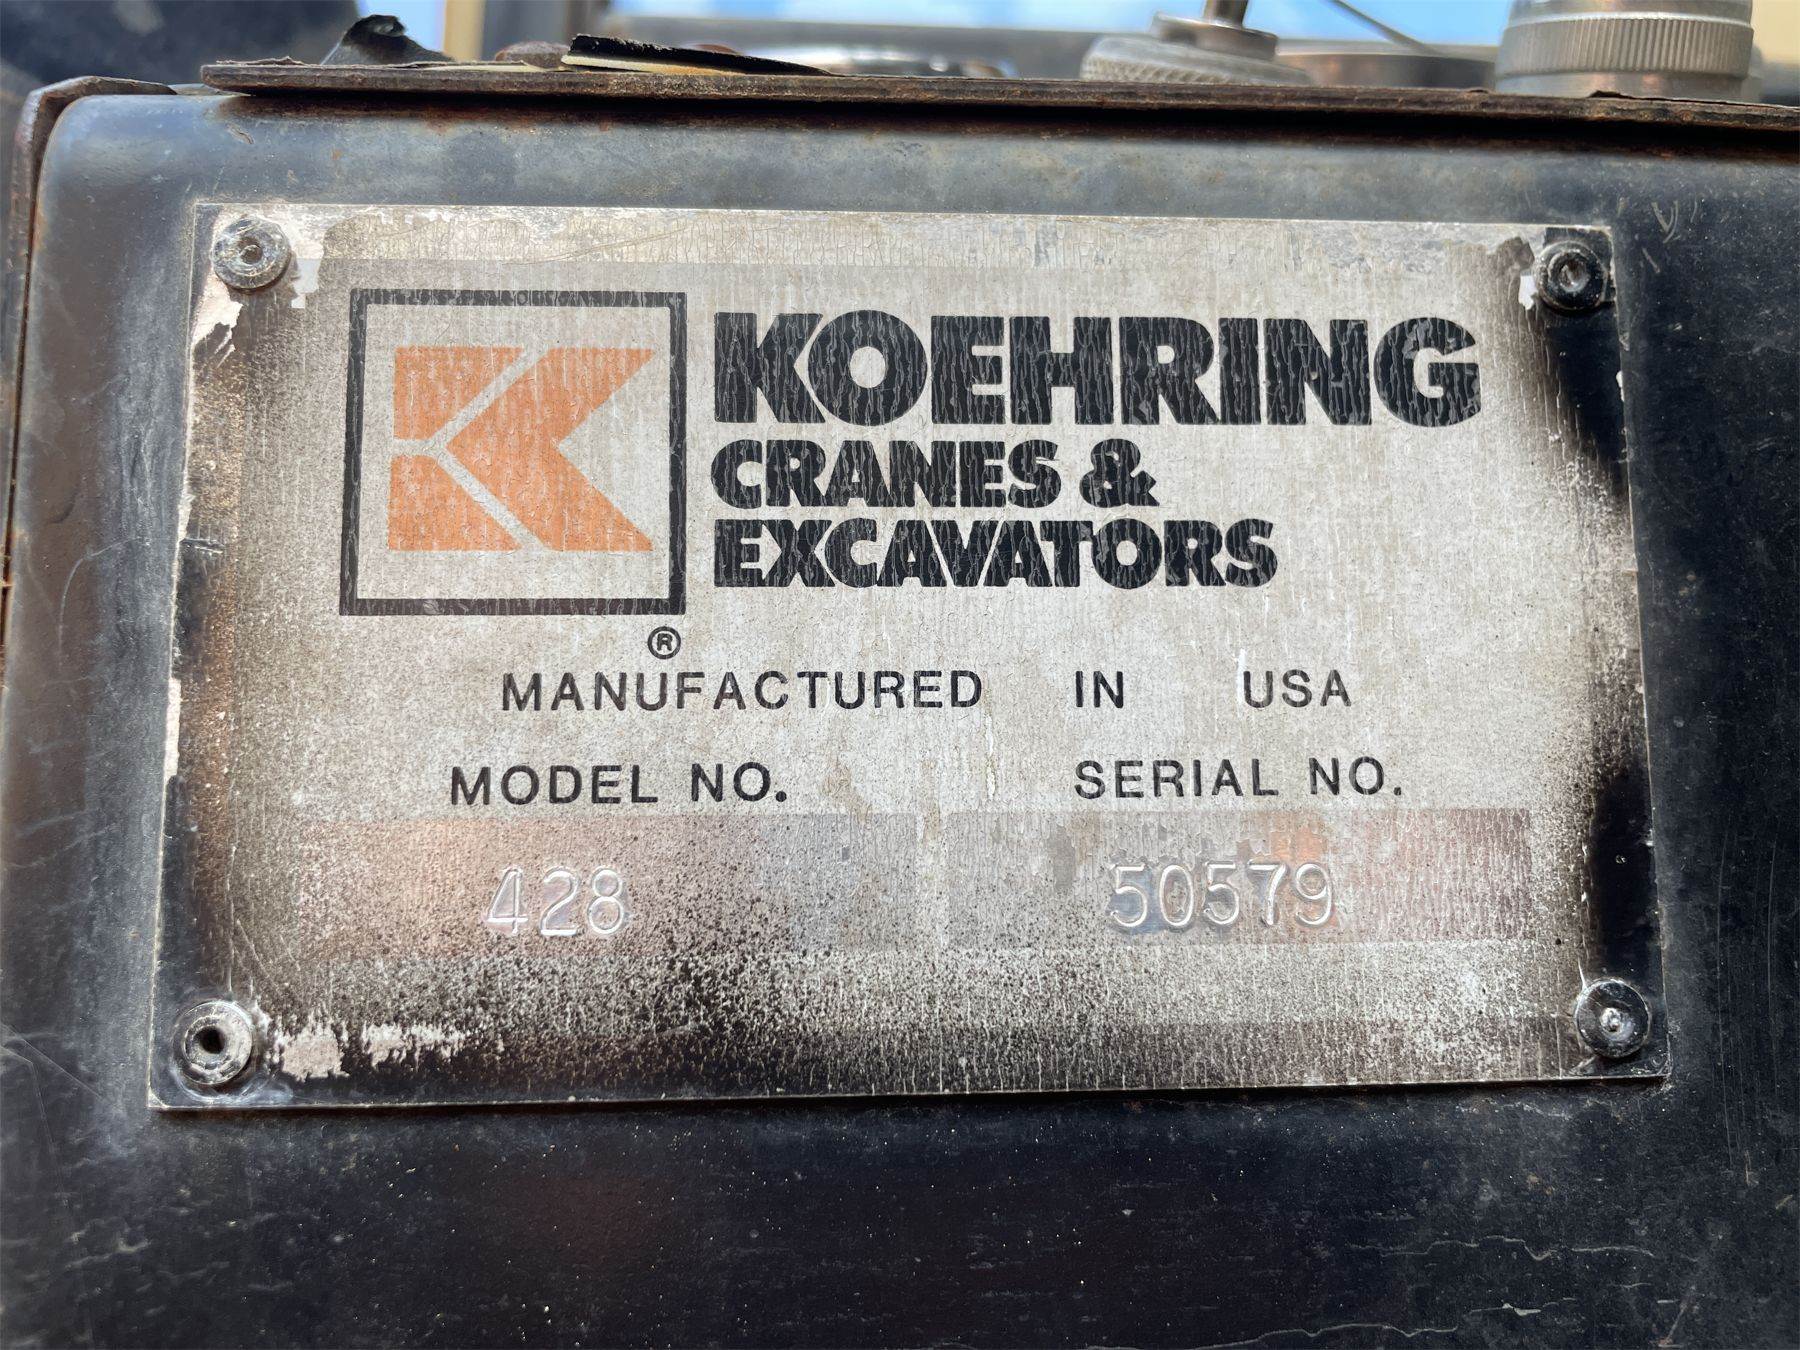 KOEHRING
CRANES &
EXCAVATORS
®
MANUFACTURED IN USA
MODEL NO. SERIAL NO.
428 50579